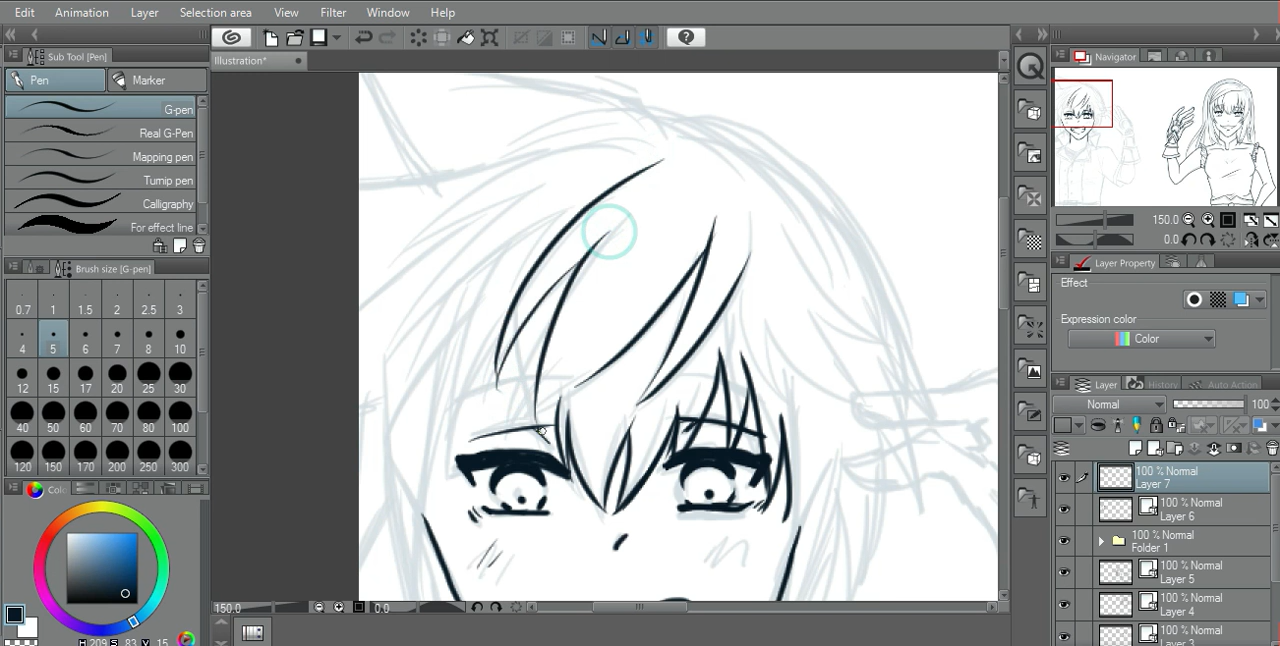 Edit Animation Layer Selection area View Filter Window Help
Sub Tool [Pen]
Pen Marker
G-pen
Real G-Pen
Mapping pen
Turnip pen
Calligraphy
For effect line
Brush size [G-pen]
0.7 1 1.5 2 2.5 3
4 5 6 7 8 10
12 15 17 20 25 30
40 50 60 70 80 100
120 150 170 200 250 300
Illustration*
150.0 0.0
Navigator
150.0
0.0
Layer Property
Effect
Expression color
Color
Layer History Auto Action
Normal 100
100 % Normal
Layer 7
100 % Normal
Layer 6
100 % Normal
Folder 1
100 % Normal
Layer 5
100 % Normal
Layer 4
100 % Normal
Layer 3
H 209 S 83 V 15